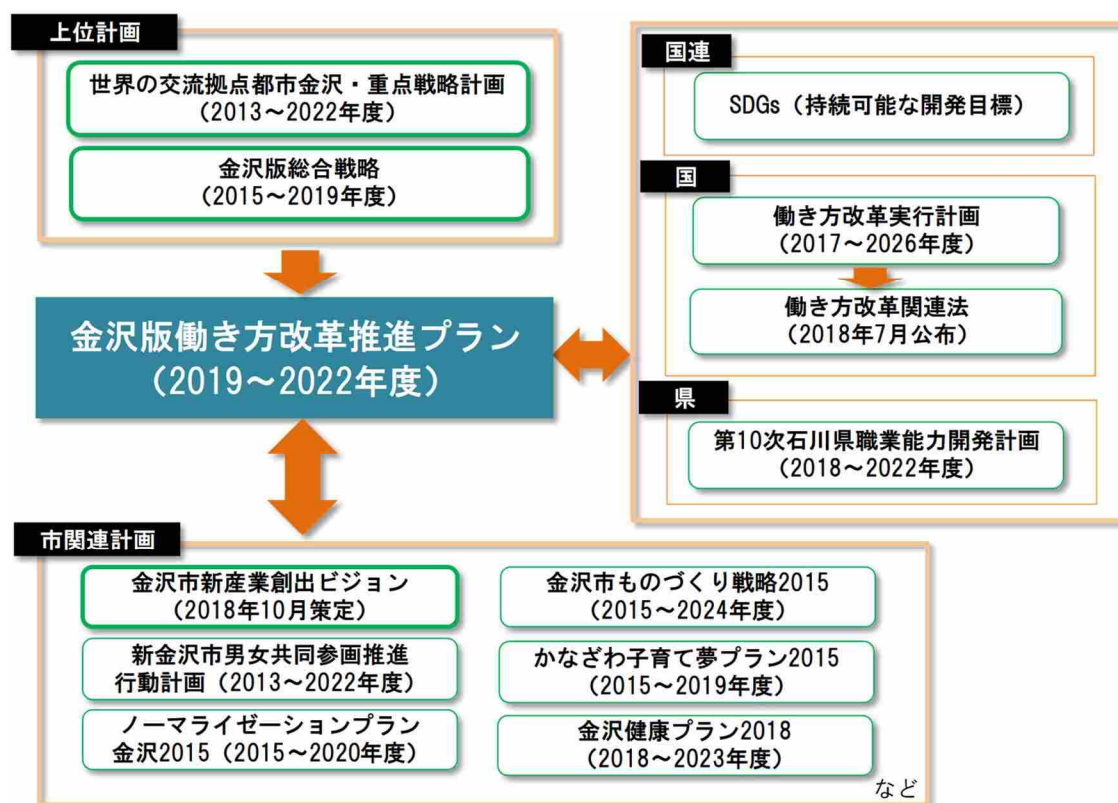 上位計画
世界の交流拠点都市金沢・重点戦略計画
(2013～2022年度)
金沢版総合戦略
(2015～2019年度)
金沢版働き方改革推進プラン
(2019～2022年度)
国連
SDGs（持続可能な開発目標）
国
働き方改革実行計画
(2017～2026年度)
働き方改革関連法
(2018年7月公布)
県
第10次石川県職業能力開発計画
(2018～2022年度)
市関連計画
金沢市新産業創出ビジョン
(2018年10月策定)
新金沢市男女共同参画推進
行動計画（2013～2022年度）
ノーマライゼーションプラン
金沢2015（2015～2020年度）
金沢市ものづくり戦略2015
(2015～2024年度)
かなざわ子育て夢プラン2015
(2015～2019年度)
金沢健康プラン2018
(2018～2023年度)
など